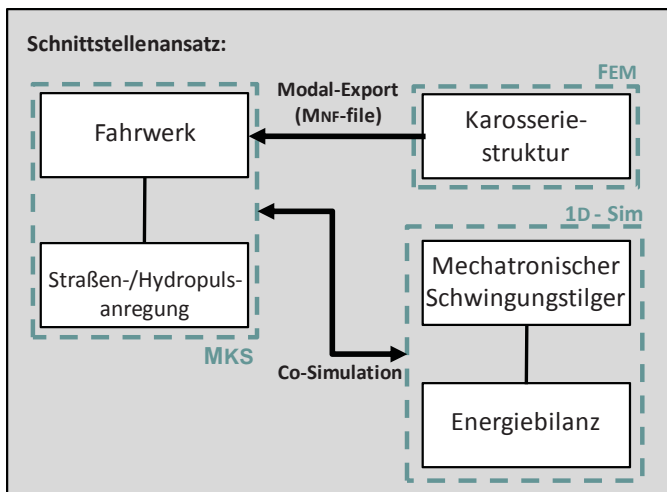 Schnittstellenansatz:
Fahrwerk
Straßen-/Hydropuls-
anregung
MKS
Modal-Export
(MNF-file)
FEM
Karosserie-
struktur
Co-Simulation
1D - Sim
Mechatronischer
Schwingungstilger
Energiebilanz